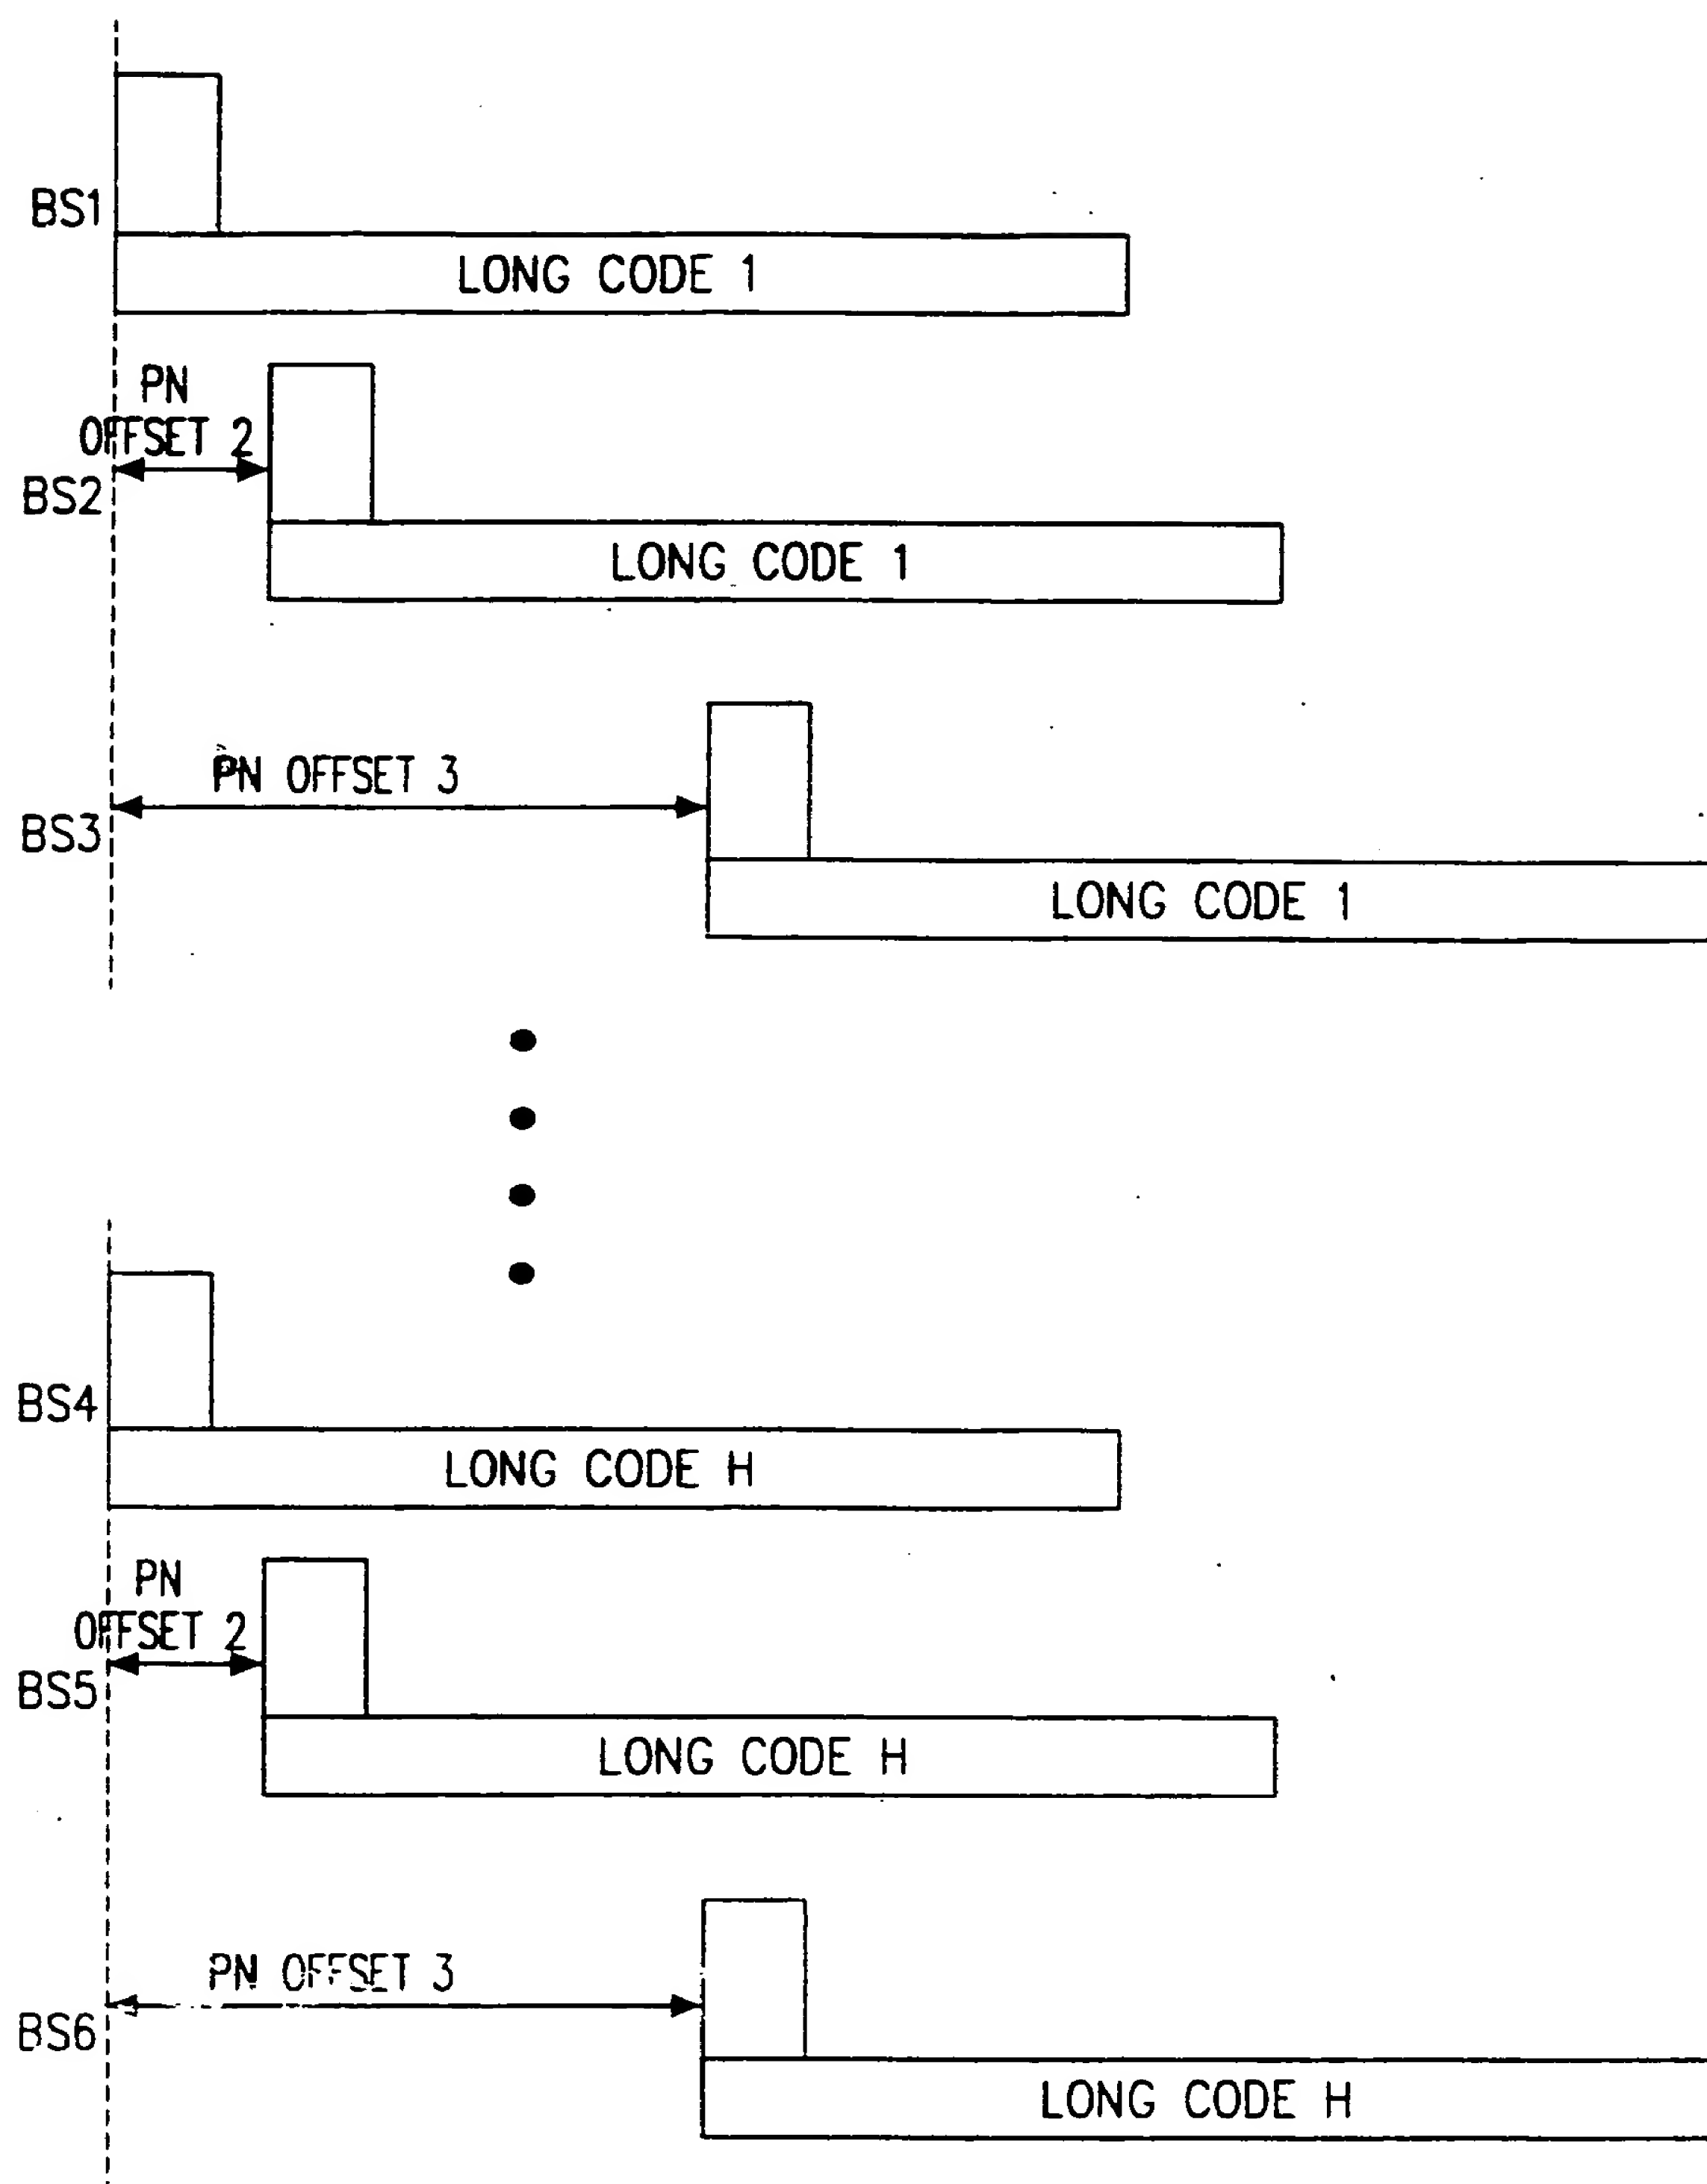 BS1
LONG CODE 1
PN
OFFSET 2
BS2
LONG CODE 1
PN OFFSET 3
BS3
LONG CODE 1
BS4
LONG CODE H
PN
OFFSET 2
BS5
LONG CODE H
PN OFFSET 3
BS6
LONG CODE H